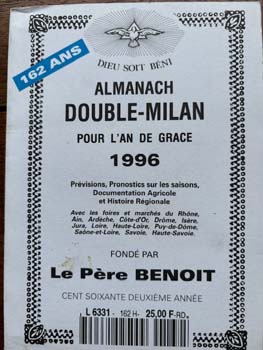 162 ANS
DIEU SOIT BÉNI
ALMANACH
DOUBLE-MILAN
POUR L'AN DE GRACE
1996
Prévisions, Pronostics sur les saisons,
Documentation Agricole
et Histoire Régionale
Avec les foires et marchés du Rhône,
Ain, Ardèche, Côte-d'Or, Drôme, Isère,
Jura, Loire, Haute-Loire, Puy-de-Dôme,
Saône-et-Loire, Savoie, Haute-Savoie.
FONDÉ PAR
Le Père BENOIT
CENT SOIXANTE DEUXIÈME ANNÉE
L 6331 - 162 H - 25,00 F - RD